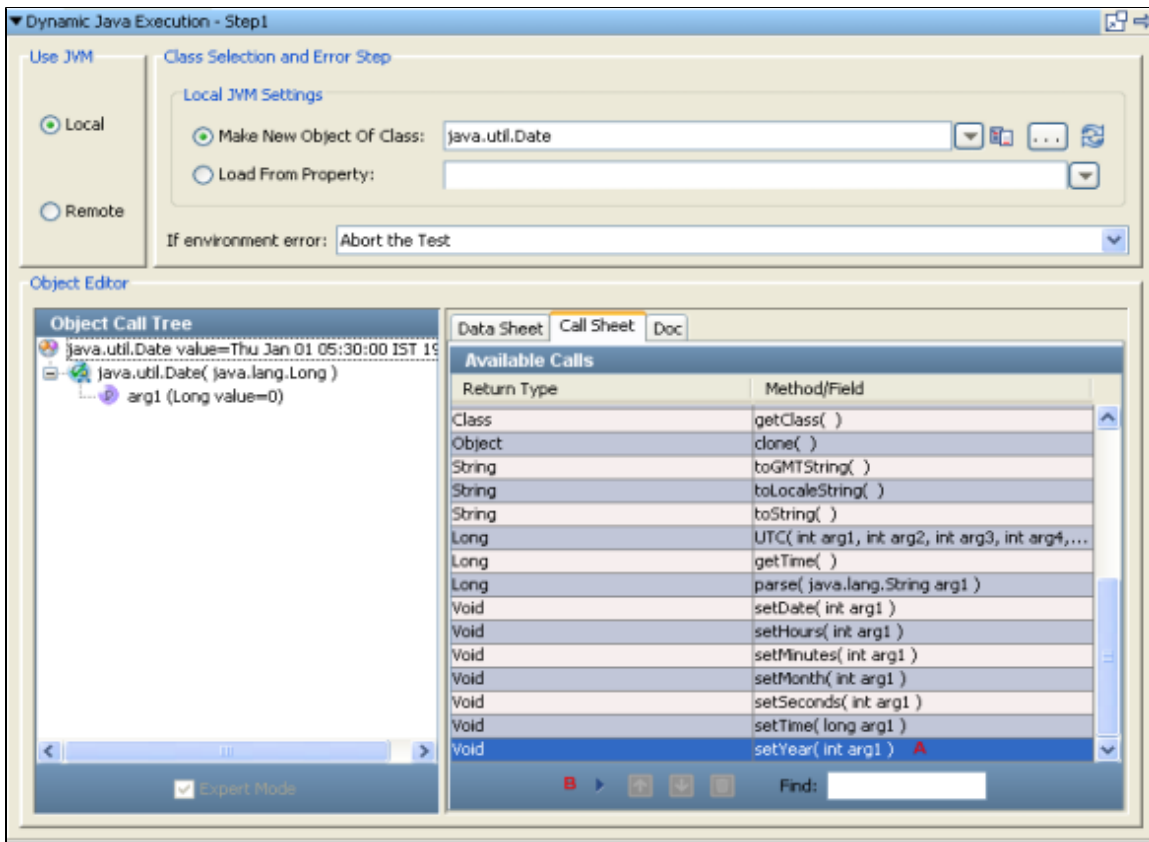 Dynamic Java Execution - Step1
Use JVM
Class Selection and Error Step
Local JVM Settings
Local
Make New Object Of Class: java.util.Date ...
Load From Property:
Remote
If environment error: Abort the Test
Object Editor
Object Call Tree
java.util.Date value=Thu Jan 01 05:30:00 IST 19
java.util.Date( java.lang.Long )
arg1 (Long value=0)
Expert Mode
Data Sheet Call Sheet Doc
Available Calls
Return Type Method/Field
Class getClass( )
Object clone( )
String toGMTString( )
String toLocaleString( )
String toString( )
Long UTC( int arg1, int arg2, int arg3, int arg4,...
Long getTime( )
Long parse( java.lang.String arg1 )
Void setDate( int arg1 )
Void setHours( int arg1 )
Void setMinutes( int arg1 )
Void setMonth( int arg1 )
Void setSeconds( int arg1 )
Void setTime( long arg1 )
Void setYear( int arg1 ) A
B Find: